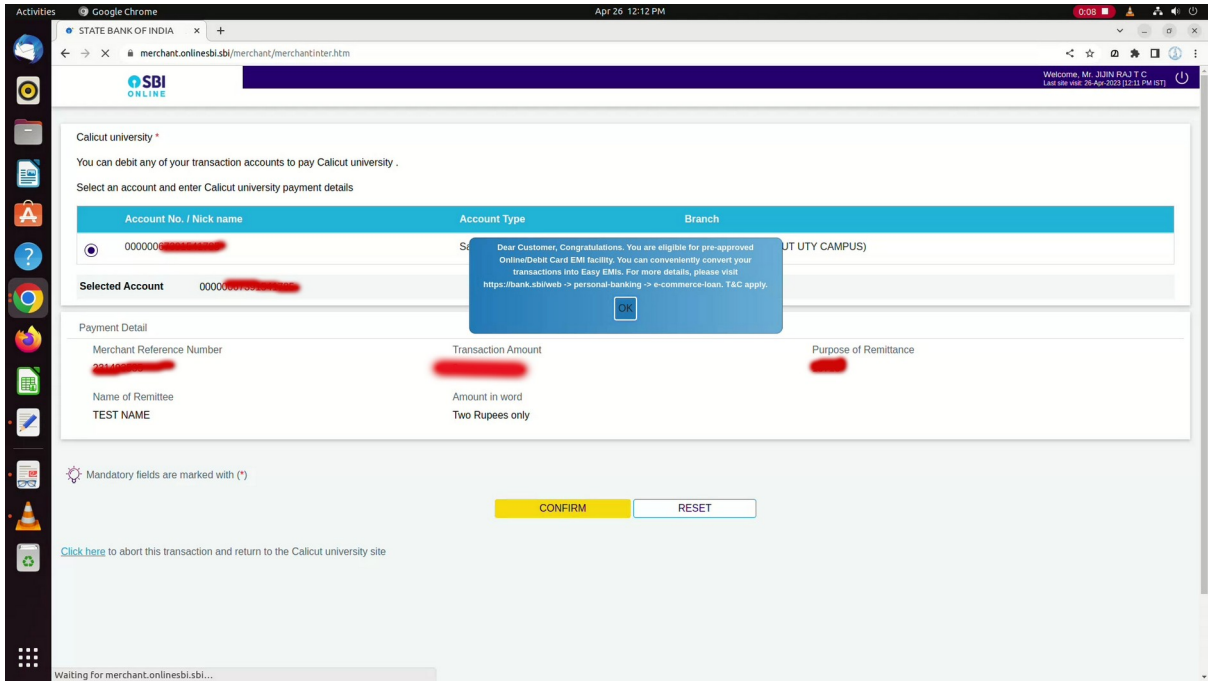 Activities Google Chrome Apr 26 12:12 PM 0:08
STATE BANK OF INDIA
merchant.onlinesbi.sbi/merchant/merchantinter.htm
SBI
ONLINE
Welcome, Mr. JIJIN RAJ T C
Last site visit: 26-Apr-2023 [12:11 PM IST]
Calicut university *
You can debit any of your transaction accounts to pay Calicut university .
Select an account and enter Calicut university payment details
Account No. / Nick name Account Type Branch
0000006 Sa UT UTY CAMPUS)
Dear Customer, Congratulations. You are eligible for pre-approved
Online/Debit Card EMI facility. You can conveniently convert your
transactions into Easy EMIs. For more details, please visit
https://bank.sbi/web -> personal-banking -> e-commerce-loan. T&C apply.
OK
Selected Account 00000
Payment Detail
Merchant Reference Number Transaction Amount Purpose of Remittance
Name of Remittee Amount in word
TEST NAME Two Rupees only
Mandatory fields are marked with (*)
CONFIRM RESET
Click here to abort this transaction and return to the Calicut university site
Waiting for merchant.onlinesbi.sbi...